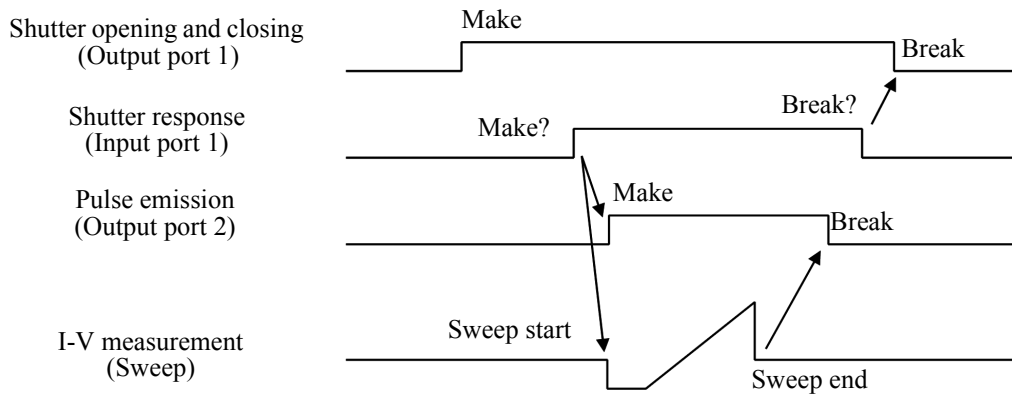 Shutter opening and closing
(Output port 1)
Make
Break
Shutter response
(Input port 1)
Make?
Break?
Pulse emission
(Output port 2)
Make
Break
I-V measurement
(Sweep)
Sweep start
Sweep end